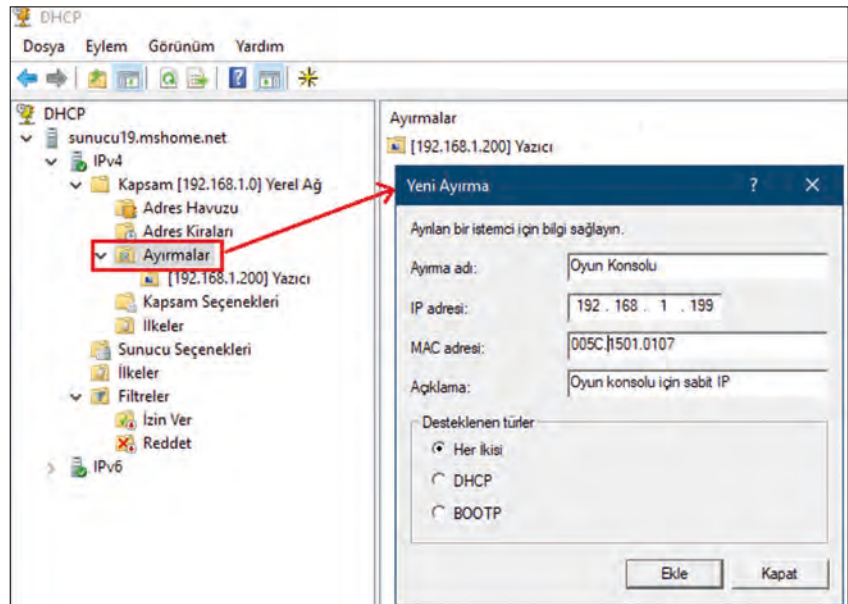 DHCP
Dosya Eylem Görünüm Yardım
DHCP
sunucu19.mshome.net
IPv4
Kapsam [192.168.1.0] Yerel Ağ
Adres Havuzu
Adres Kiraları
Ayırmalar
[192.168.1.200] Yazıcı
Kapsam Seçenekleri
İlkeler
Sunucu Seçenekleri
İlkeler
Filtreler
İzin Ver
Reddet
IPv6
Ayırmalar
[192.168.1.200] Yazıcı
Yeni Ayırma ? ×
Ayrılan bir istemci için bilgi sağlayın.
Ayırma adı: Oyun Konsolu
IP adresi: 192 . 168 . 1 . 199
MAC adresi: 005C.1501.0107
Açıklama: Oyun konsolu için sabit IP
Desteklenen türler
Her İkisi
DHCP
BOOTP
Ekle Kapat